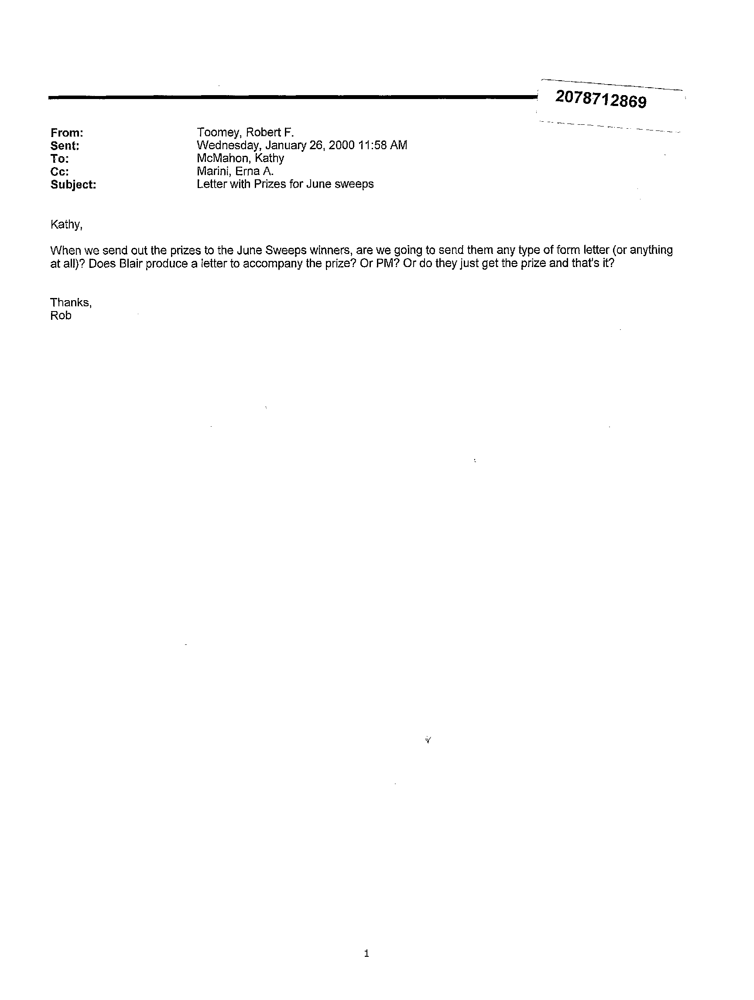 2078712869
From: Toomey, Robert F.
Sent: Wednesday, January 26, 2000 11:58 AM
To: McMahon, Kathy
Cc: Marini, Erna A.
Subject: Letter with Prizes for June sweeps
Kathy,
When we send out the prizes to the June Sweeps winners, are we going to send them any type of form letter (or anything
at all)? Does Blair produce a letter to accompany the prize? Or PM? Or do they just get the prize and that's it?
Thanks,
Rob
1